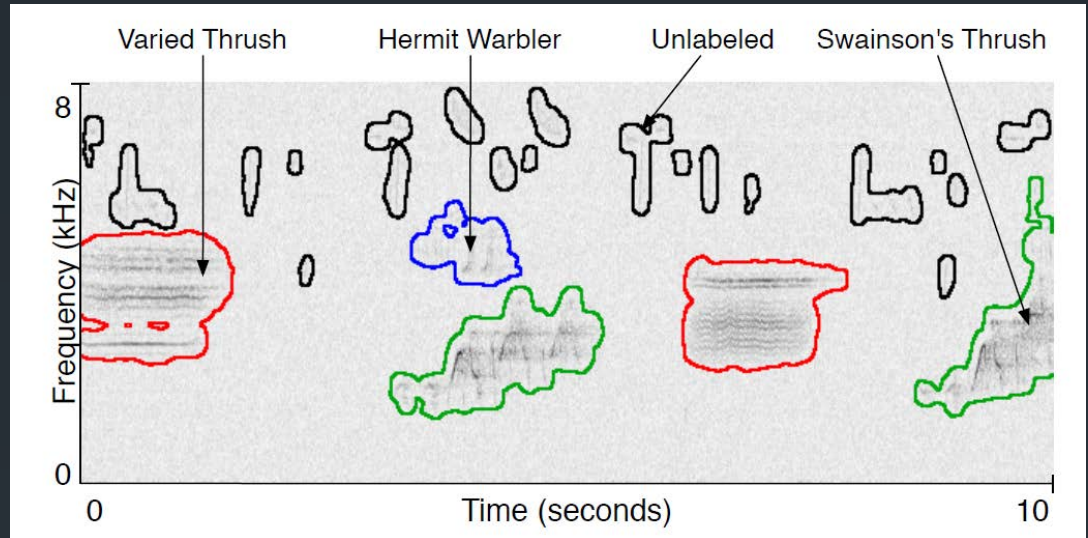 Varied Thrush
Hermit Warbler
Unlabeled
Swainson's Thrush
8
Frequency (kHz)
0
0
Time (seconds)
10